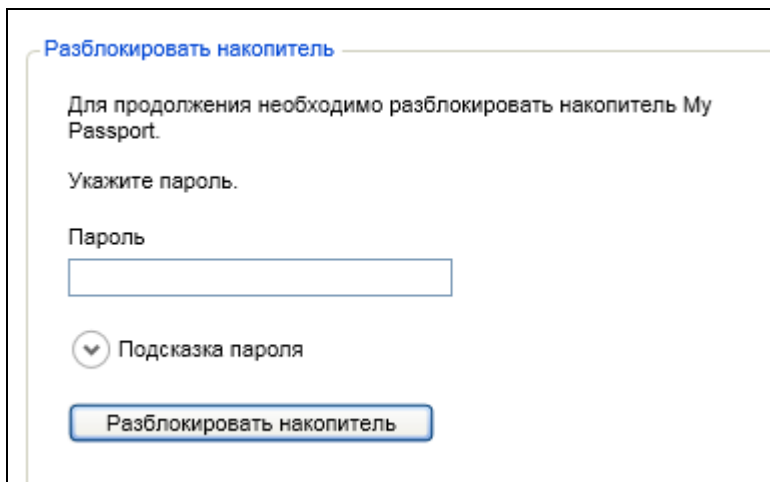 Разблокировать накопитель
Для продолжения необходимо разблокировать накопитель My
Passport.
Укажите пароль.
Пароль
Подсказка пароля
Разблокировать накопитель